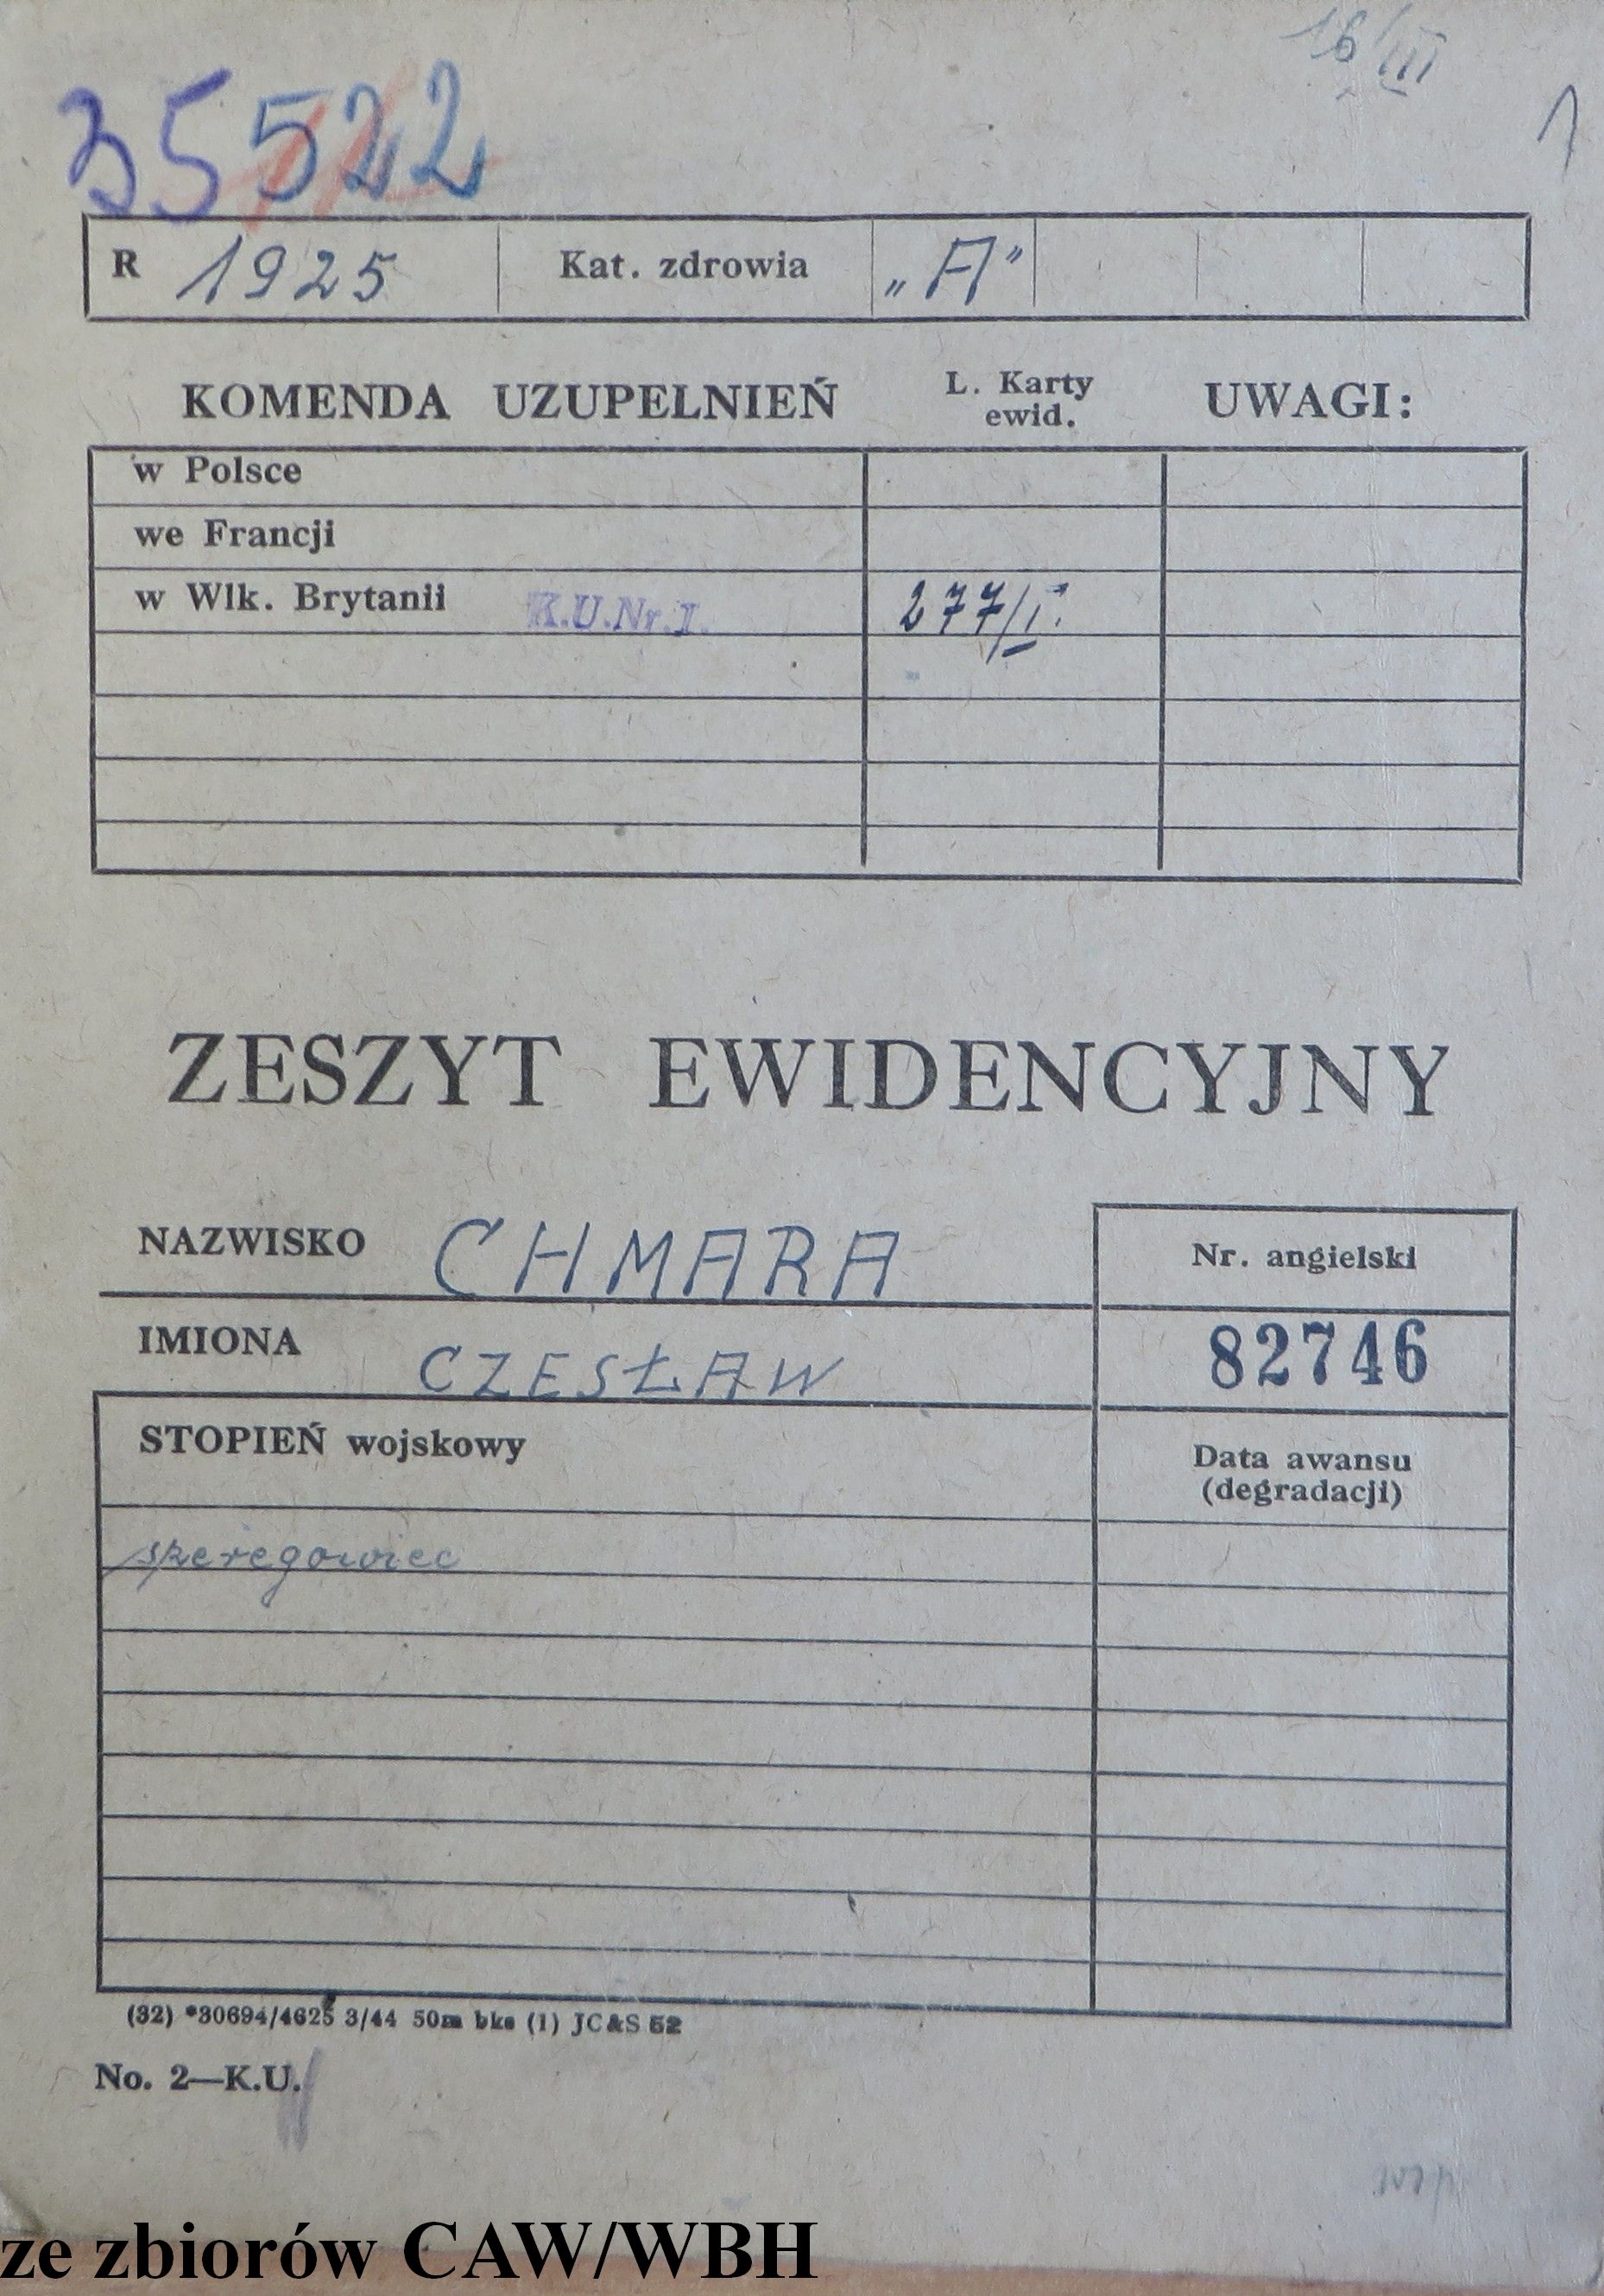 16/III
1
35522
R 1925 Kat. zdrowia „A”
KOMENDA UZUPELNIEŃ L. Karty ewid. UWAGI:
w Polsce
we Francji
w Wlk. Brytanii K.U.Nr.I. 277/I.
ZESZYT EWIDENCYJNY
NAZWISKO CHMARA Nr. angielski
IMIONA CZESŁAW 82746
STOPIEŃ wojskowy Data awansu
(degradacji)
szeregowiec
(32) *30694/4625 3/44 50m bks (1) JC&S 52
No. 2—K.U.
ze zbiorów CAW/WBH